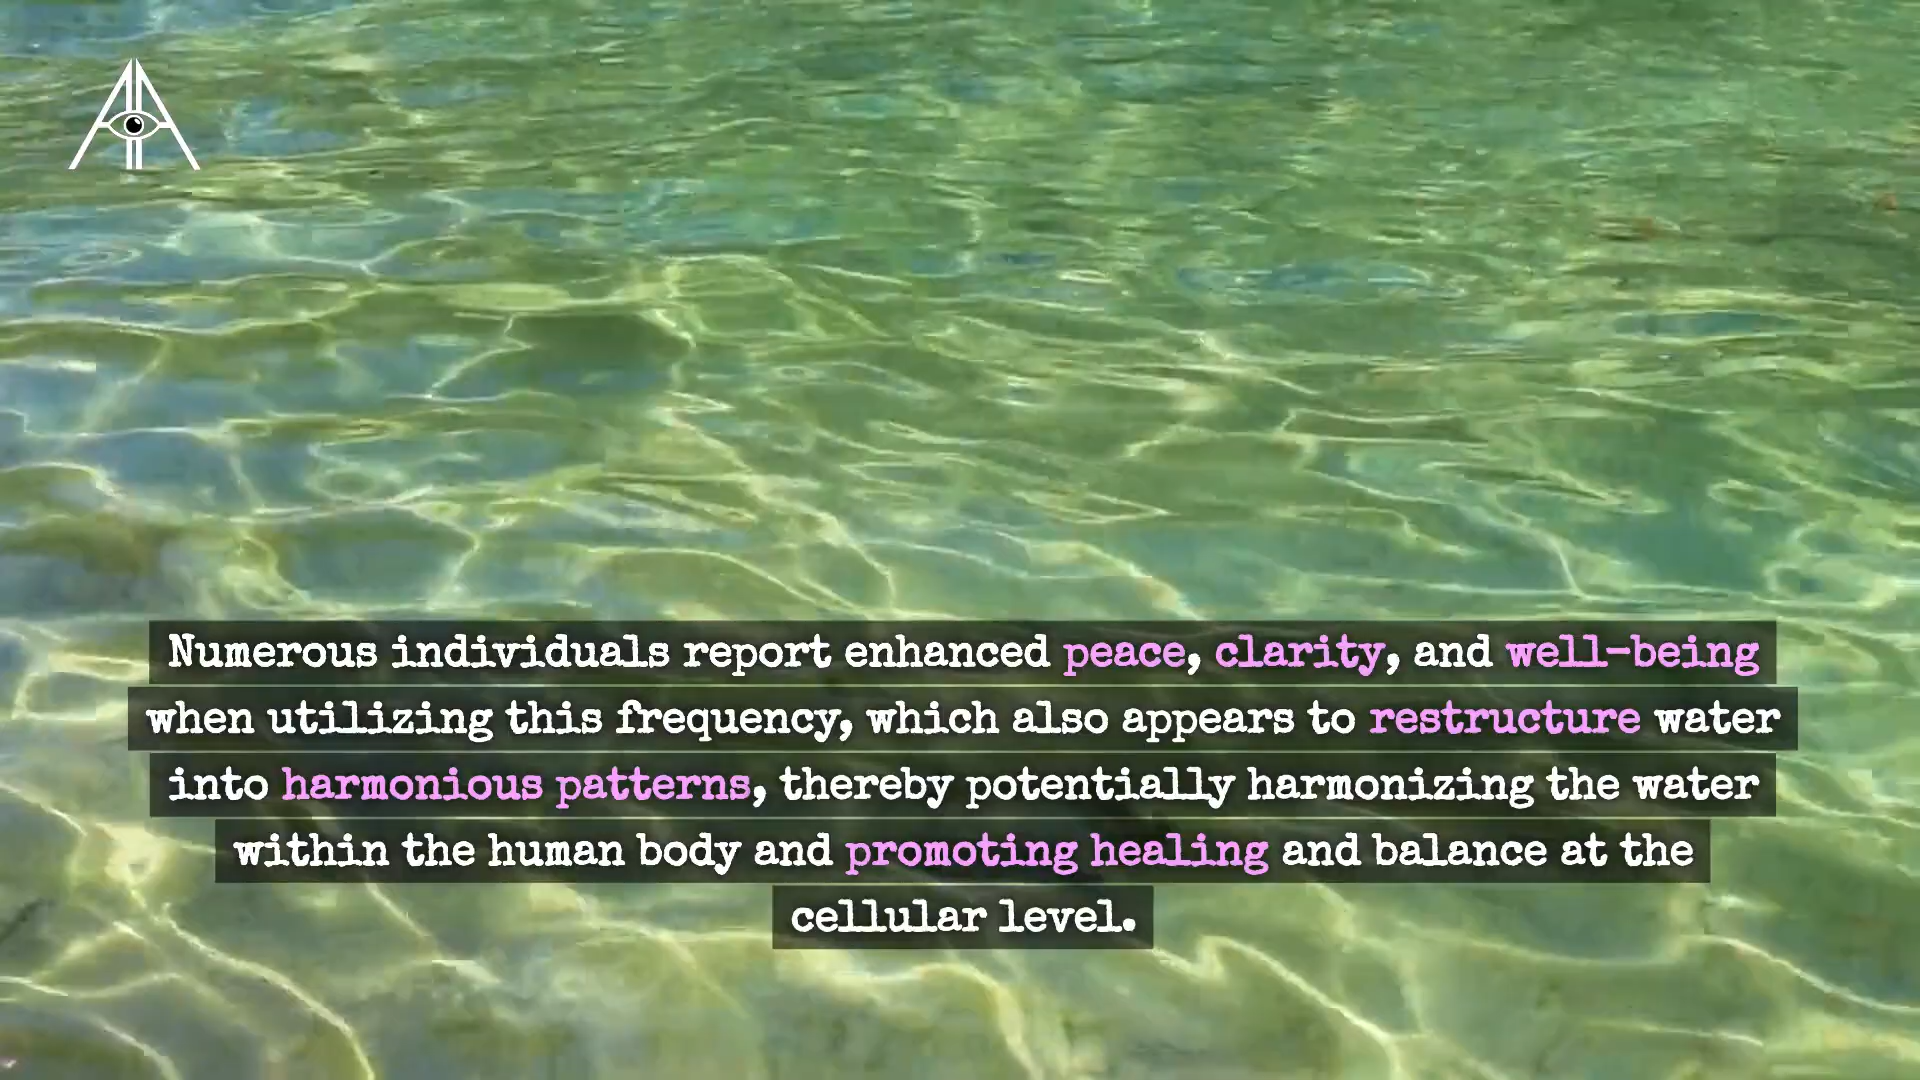 Numerous individuals report enhanced peace, clarity, and well-being
when utilizing this frequency, which also appears to restructure water
into harmonious patterns, thereby potentially harmonizing the water
within the human body and promoting healing and balance at the
cellular level.